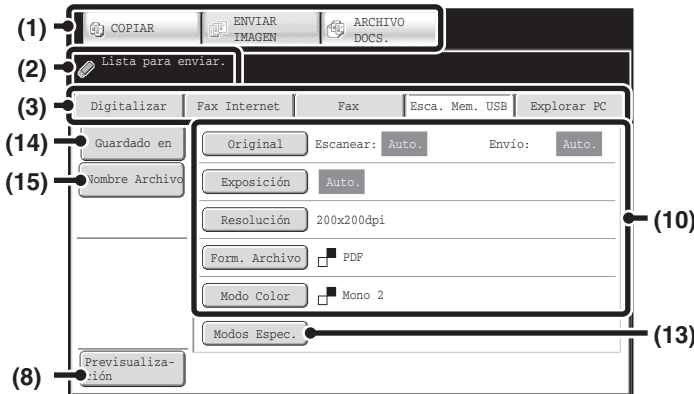 (1) COPIAR ENVIAR IMAGEN ARCHIVO DOCS.
(2) Lista para enviar.
(3) Digitalizar Fax Internet Fax Esca. Mem. USB Explorar PC
(14) Guardado en Original Escanear: Auto. Envío: Auto.
(15) Nombre Archivo Exposición Auto.
Resolución 200x200dpi (10)
Form. Archivo PDF
Modo Color Mono 2
Modos Espec. (13)
(8) Previsualiza-
ción